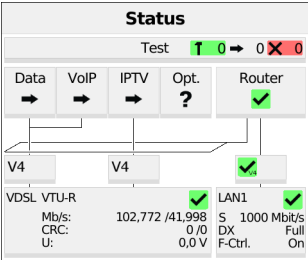 Status
Test 0 0 0
Data VoIP IPTV Opt. Router
?
V4 V4 V4
VDSL VTU-R LAN1
Mb/s: 102,772 /41,998 S 1000 Mbit/s
CRC: 0 /0 DX Full
U: 0,0 V F-Ctrl. On